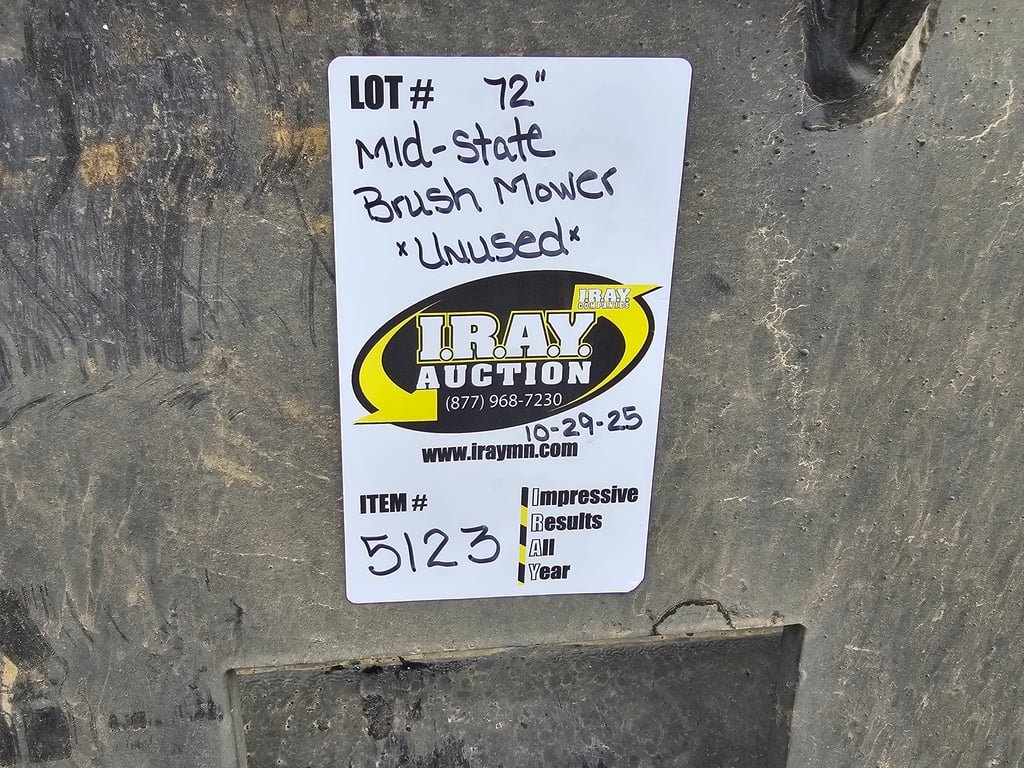 LOT # 72"
Mid-State
Brush Mower
*Unused*
I.R.A.Y.
COMPANIES
I.R.A.Y.
AUCTION
(877) 968-7230
10-29-25
www.iraymn.com
ITEM #
5123
Impressive
Results
All
Year